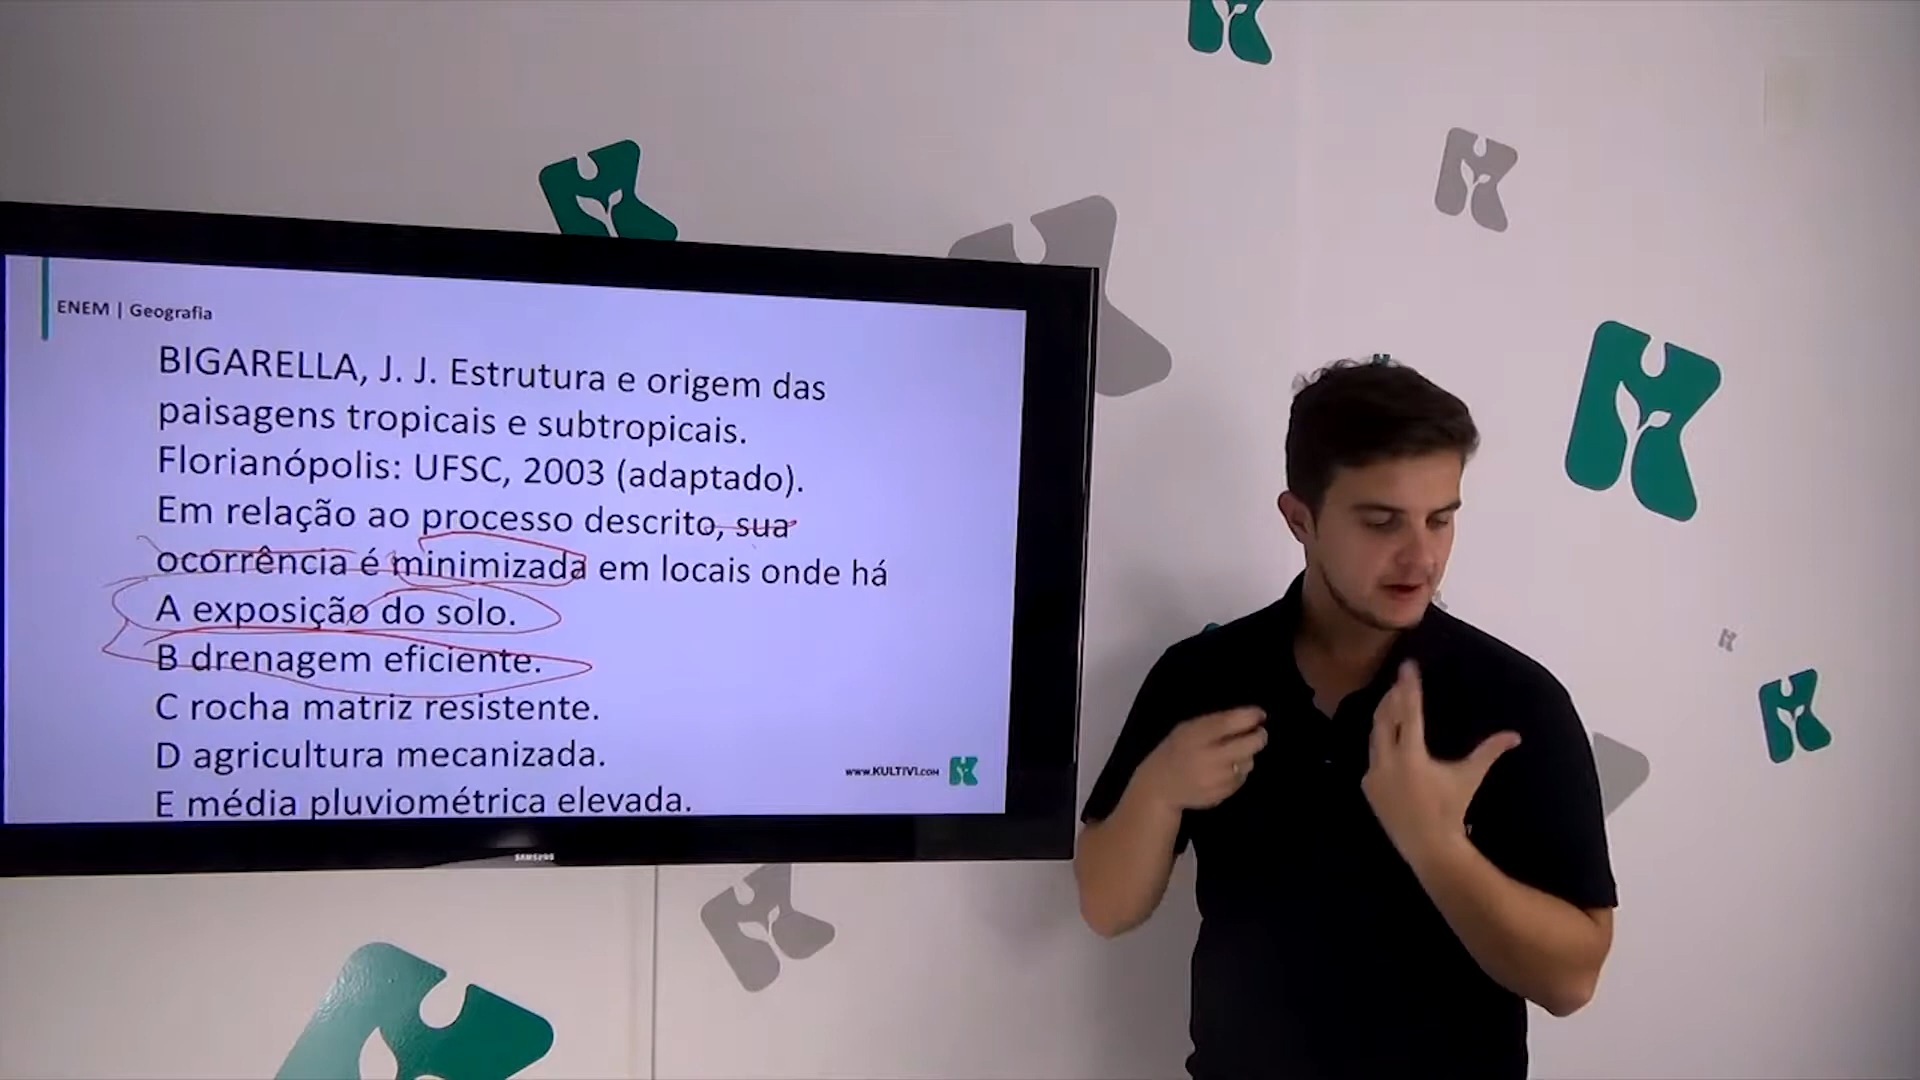 ENEM | Geografia
BIGARELLA, J. J. Estrutura e origem das
paisagens tropicais e subtropicais.
Florianópolis: UFSC, 2003 (adaptado).
Em relação ao processo descrito, sua
ocorrência é minimizada em locais onde há
A exposição do solo.
B drenagem eficiente.
C rocha matriz resistente.
D agricultura mecanizada.
E média pluviométrica elevada.
www.KULTIVI.COM
SAMSUNG